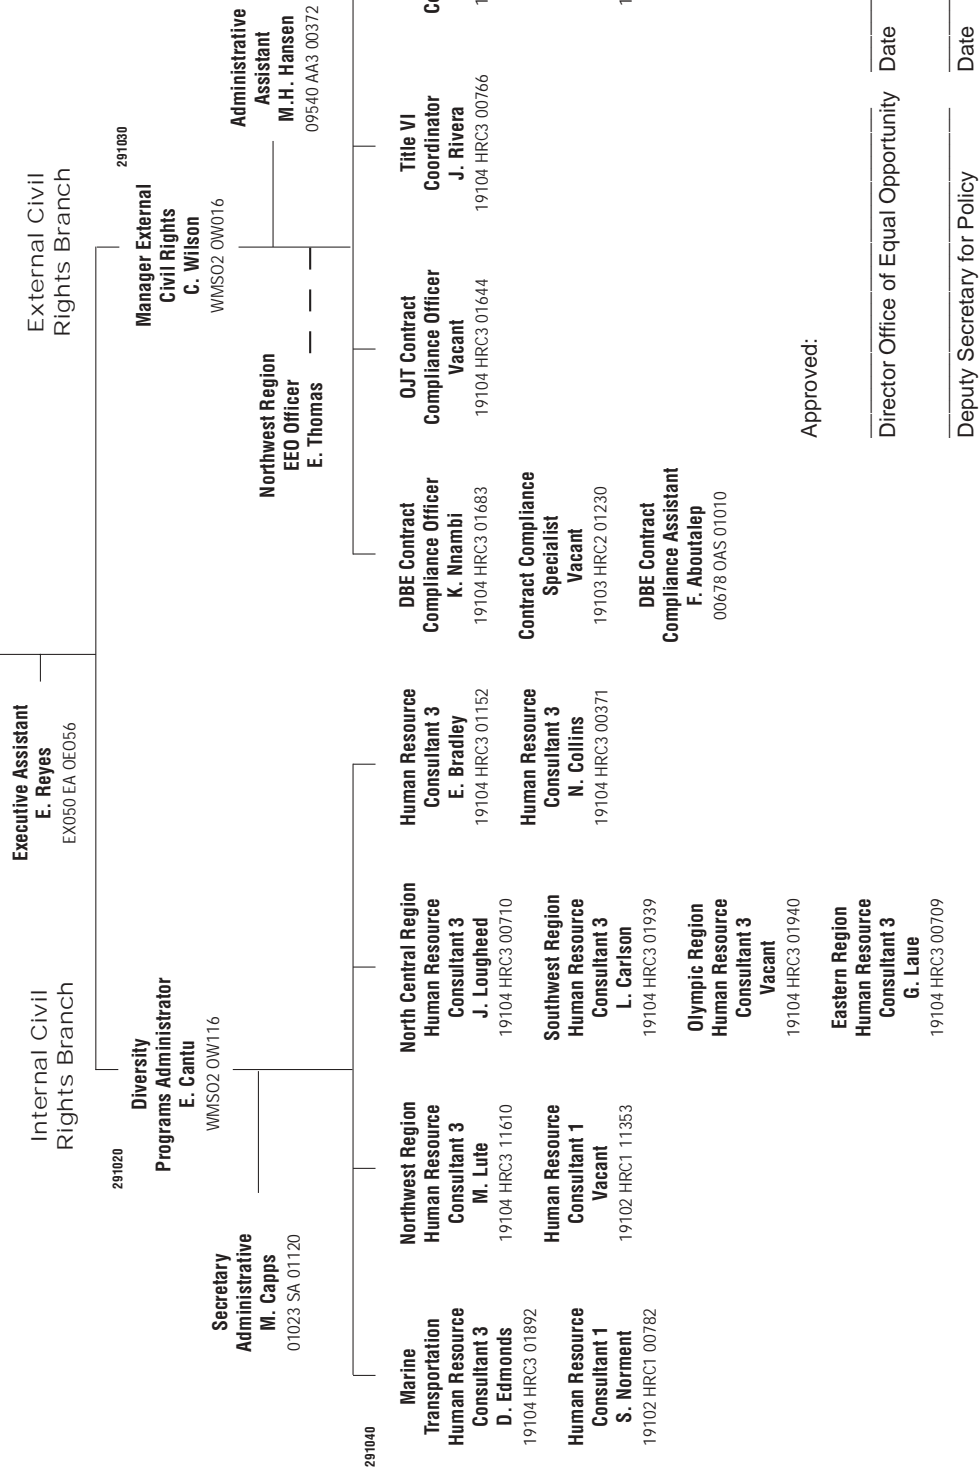 Executive Assistant
E. Reyes
EX050 EA 0EO56
Internal Civil
Rights Branch
External Civil
Rights Branch
291020
Diversity
Programs Administrator
E. Cantu
WMSO2 OW116
Secretary
Administrative
M. Capps
01023 SA 01120
291030
Manager External
Civil Rights
C. Wilson
WMSO2 OW016
Administrative
Assistant
M.H. Hansen
09540 AA3 00372
Northwest Region
EEO Officer
E. Thomas
291040
Marine
Transportation
Human Resource
Consultant 3
D. Edmonds
19104 HRC3 01892
Human Resource
Consultant 1
S. Norment
19102 HRC1 00782
Northwest Region
Human Resource
Consultant 3
M. Lute
19104 HRC3 11610
Human Resource
Consultant 1
Vacant
19102 HRC1 11353
North Central Region
Human Resource
Consultant 3
J. Lougheed
19104 HRC3 00710
Southwest Region
Human Resource
Consultant 3
L. Carlson
19104 HRC3 01939
Olympic Region
Human Resource
Consultant 3
Vacant
19104 HRC3 01940
Eastern Region
Human Resource
Consultant 3
G. Laue
19104 HRC3 00709
Human Resource
Consultant 3
E. Bradley
19104 HRC3 01152
Human Resource
Consultant 3
N. Collins
19104 HRC3 00371
DBE Contract
Compliance Officer
K. Nnambi
19104 HRC3 01683
Contract Compliance
Specialist
Vacant
19103 HRC2 01230
DBE Contract
Compliance Assistant
F. Aboutalep
00678 OAS 01010
OJT Contract
Compliance Officer
Vacant
19104 HRC3 01644
Title VI
Coordinator
J. Rivera
19104 HRC3 00766
Approved:
Director Office of Equal Opportunity Date
Deputy Secretary for Policy Date